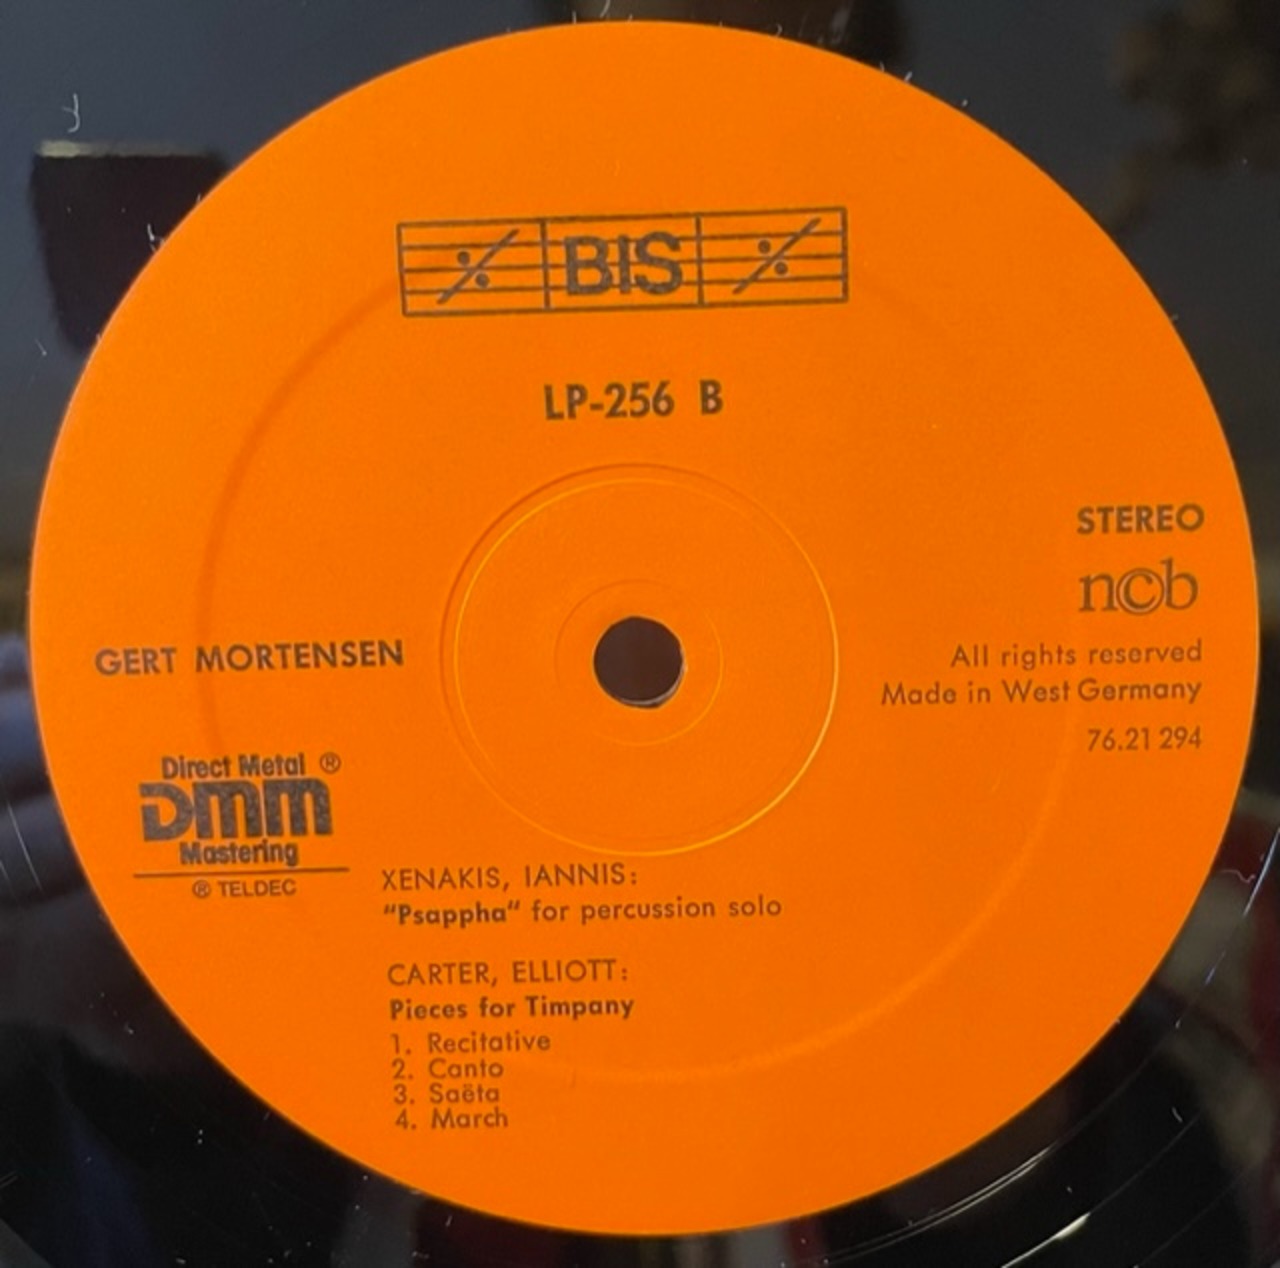 BIS
LP-256 B
STEREO
n©b
All rights reserved
Made in West Germany
76.21 294
GERT MORTENSEN
Direct Metal ®
DMM
Mastering
® TELDEC
XENAKIS, IANNIS:
“Psappha“ for percussion solo
CARTER, ELLIOTT:
Pieces for Timpany
1. Recitative
2. Canto
3. Saëta
4. March